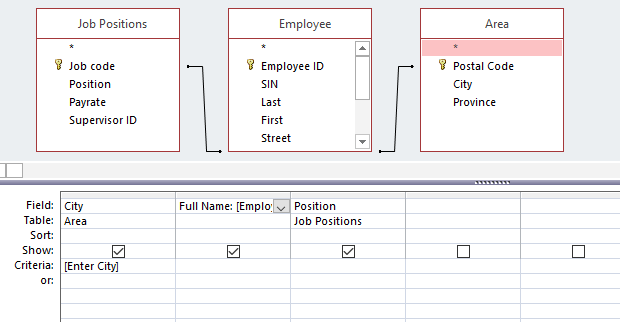 Job Positions
*
Job code
Position
Payrate
Supervisor ID
Employee
*
Employee ID
SIN
Last
First
Street
Area
*
Postal Code
City
Province
Field: City Full Name: [Emplo Position
Table: Area Job Positions
Sort:
Show:
Criteria: [Enter City]
or: